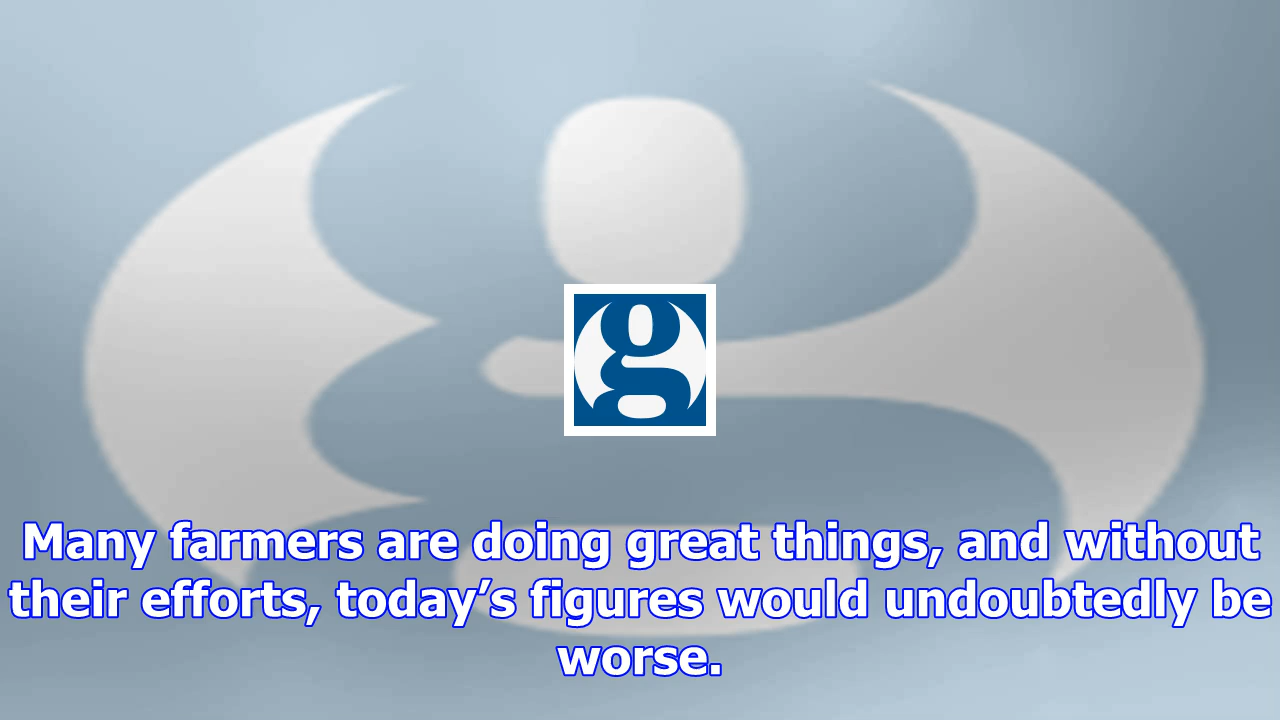 g
Many farmers are doing great things, and without
their efforts, today’s figures would undoubtedly be
worse.